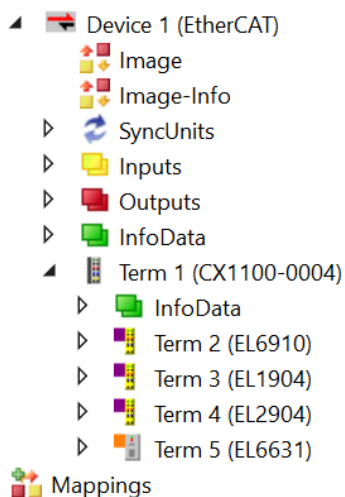 Device 1 (EtherCAT)
Image
Image-Info
SyncUnits
Inputs
Outputs
InfoData
Term 1 (CX1100-0004)
InfoData
Term 2 (EL6910)
Term 3 (EL1904)
Term 4 (EL2904)
Term 5 (EL6631)
Mappings